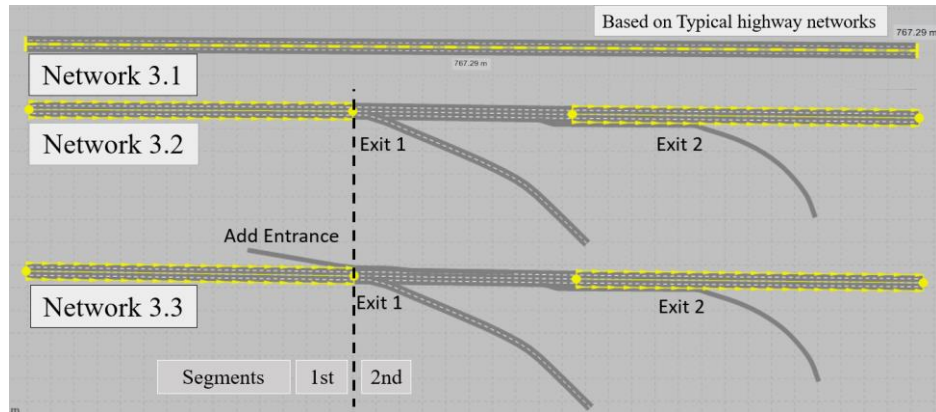 Based on Typical highway networks
767.29 m
767.29 m
Network 3.1
Network 3.2
Exit 1
Exit 2
Add Entrance
Network 3.3
Exit 1
Exit 2
Segments 1st 2nd
m